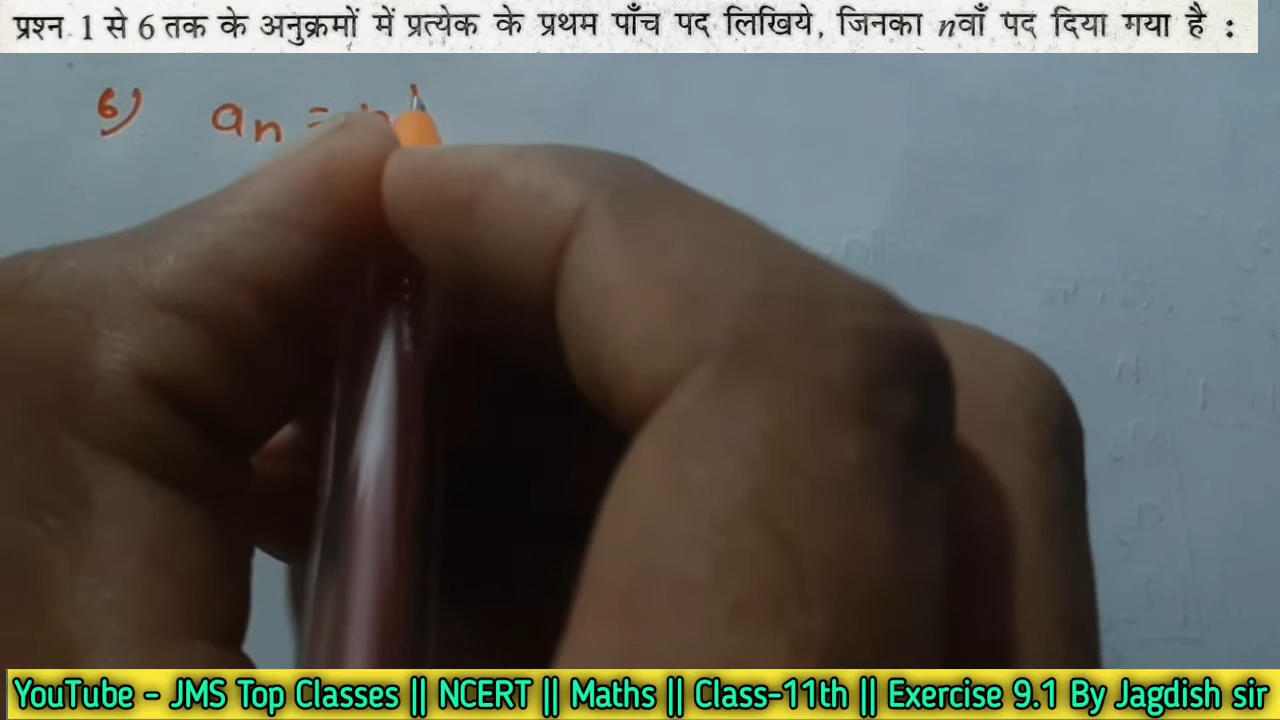 प्रश्न 1 से 6 तक के अनुक्रमों में प्रत्येक के प्रथम पाँच पद लिखिये, जिनका nवाँ पद दिया गया है :
6) an =
YouTube - JMS Top Classes || NCERT || Maths || Class-11th || Exercise 9.1 By Jagdish sir